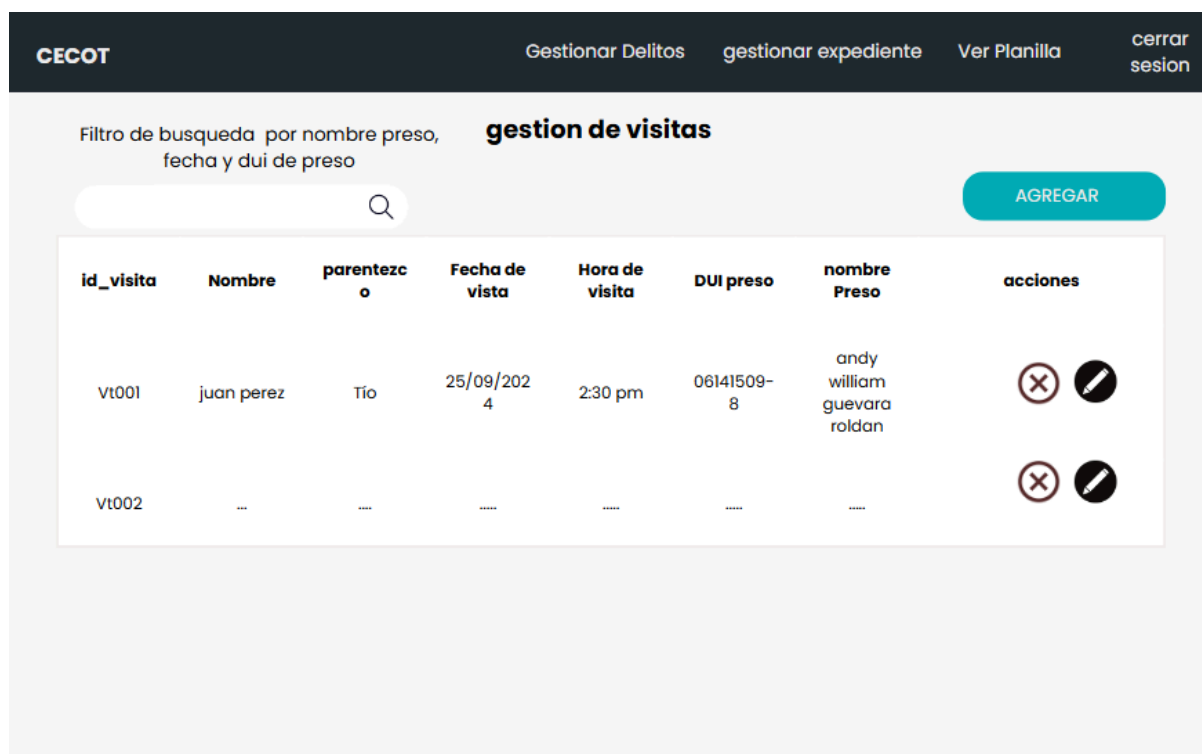 CECOT
Gestionar Delitos
gestionar expediente
Ver Planilla
cerrar
sesion
Filtro de busqueda por nombre preso,
fecha y dui de preso
gestion de visitas
AGREGAR
id_visita
Nombre
parentezc
o
Fecha de
vista
Hora de
visita
DUI preso
nombre
Preso
acciones
Vt001
juan perez
Tío
25/09/202
4
2:30 pm
06141509-
8
andy
william
guevara
roldan
Vt002
...
....
.....
.....
.....
.....